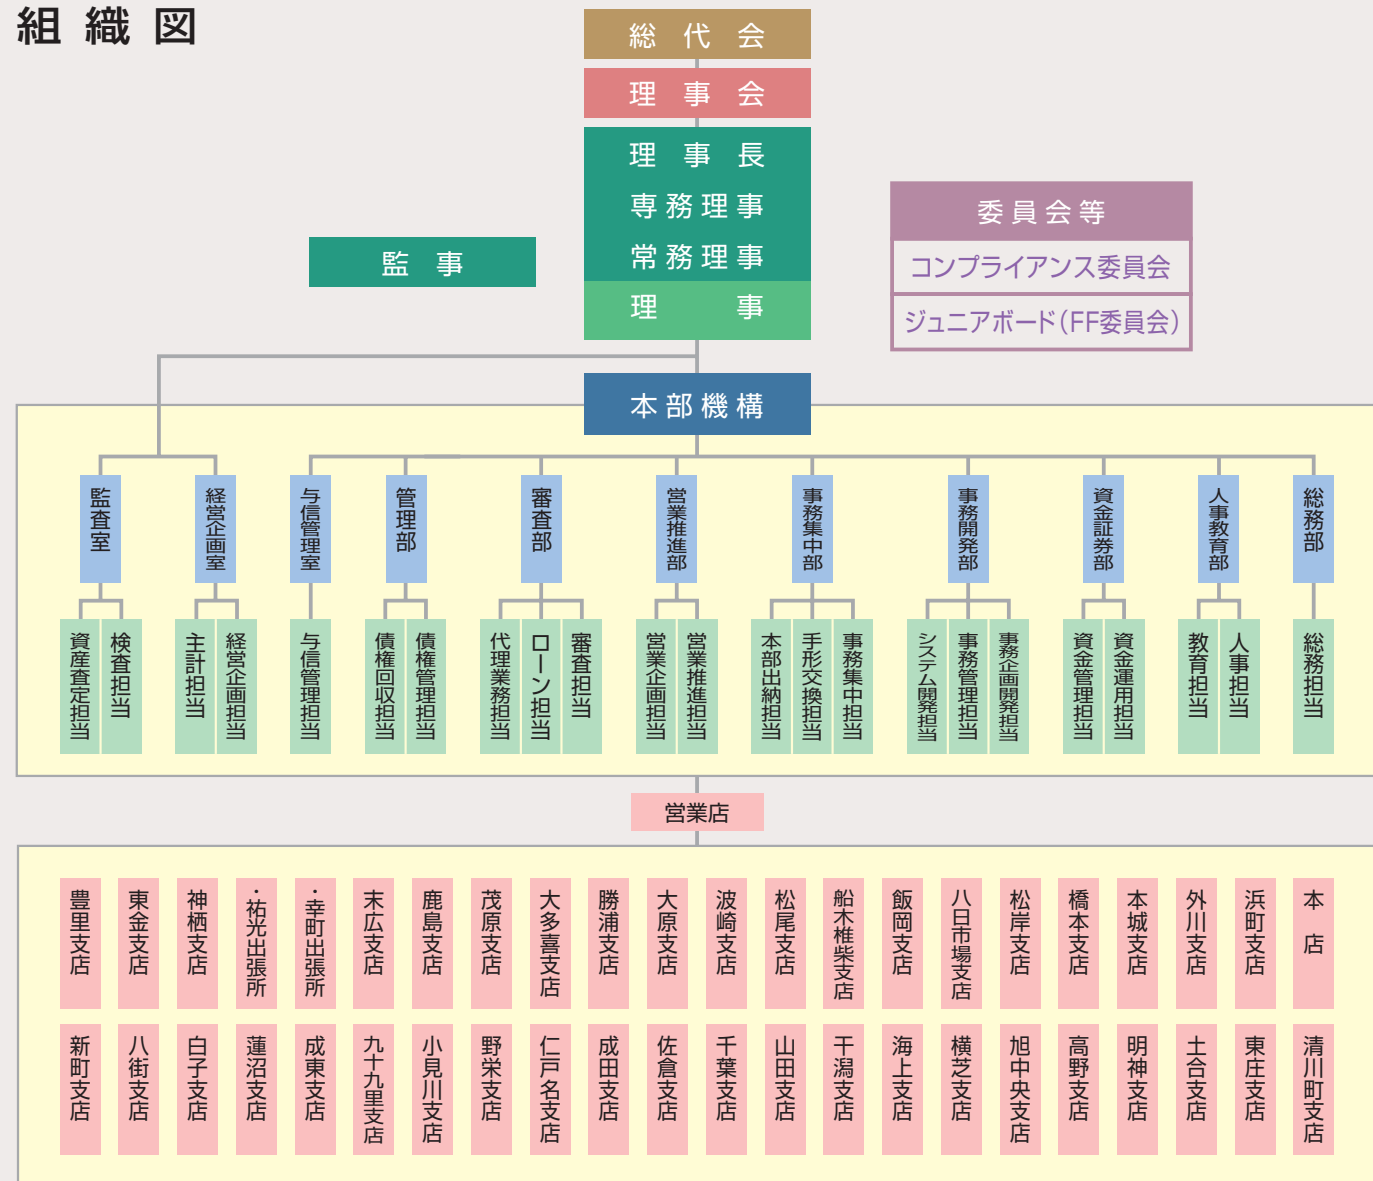 組織図
総代会
理事会
理事長
専務理事
常務理事
理事
監事
委員会等
コンプライアンス委員会
ジュニアボード(FF委員会)
本部機構
監査室
経営企画室
与信管理室
管理部
審査部
営業推進部
事務集中部
事務開発部
資金証券部
人事教育部
総務部
資産査定担当
検査担当
主計担当
経営企画担当
与信管理担当
債権回収担当
債権管理担当
代理業務担当
ローン担当
審査担当
営業企画担当
営業推進担当
本部出納担当
手形交換担当
事務集中担当
システム開発担当
事務管理担当
事務企画開発担当
資金管理担当
資金運用担当
教育担当
人事担当
総務担当
営業店
豊里支店
東金支店
神栖支店
・祐光出張所
・幸町出張所
末広支店
鹿島支店
茂原支店
大多喜支店
勝浦支店
大原支店
波崎支店
松尾支店
船木椎柴支店
飯岡支店
八日市場支店
松岸支店
橋本支店
本城支店
外川支店
浜町支店
本店
新町支店
八街支店
白子支店
蓮沼支店
成東支店
九十九里支店
小見川支店
野栄支店
仁戸名支店
成田支店
佐倉支店
千葉支店
山田支店
干潟支店
海上支店
横芝支店
旭中央支店
高野支店
明神支店
土合支店
東庄支店
清川町支店